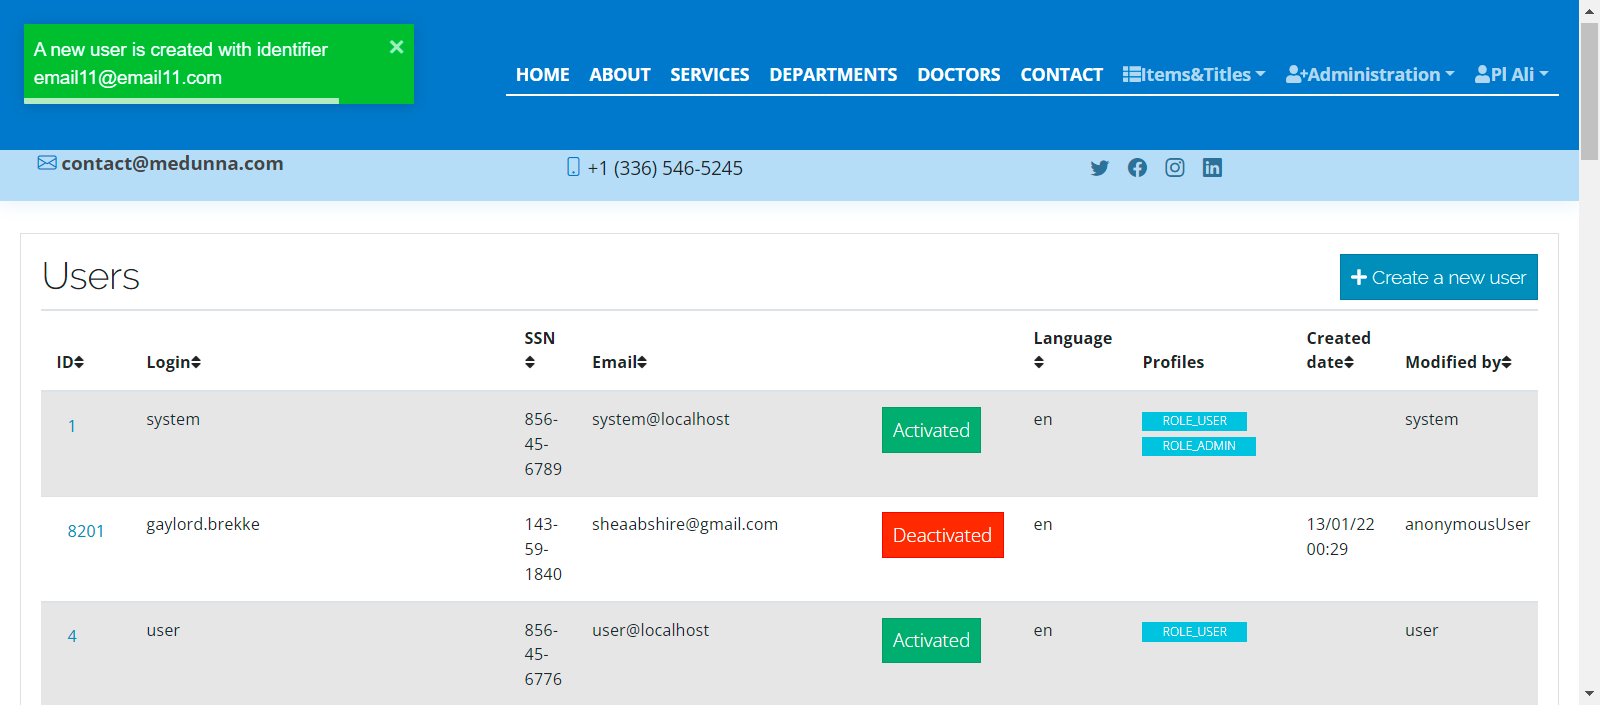 A new user is created with identifier
email11@email11.com
HOME ABOUT SERVICES DEPARTMENTS DOCTORS CONTACT Items&Titles Administration Pl Ali
contact@medunna.com
+1 (336) 546-5245
Users
Create a new user
ID Login SSN Email Language Profiles Created date Modified by
1 system 856-45-6789 system@localhost Activated en ROLE_USER ROLE_ADMIN system
8201 gaylord.brekke 143-59-1840 sheaabshire@gmail.com Deactivated en 13/01/22 00:29 anonymousUser
4 user 856-45-6776 user@localhost Activated en ROLE_USER user